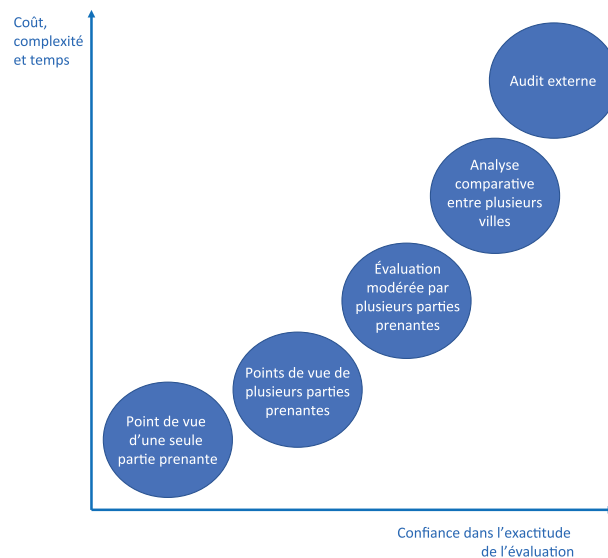 Coût,
complexité
et temps
Audit externe
Analyse
comparative
entre plusieurs
villes
Évaluation
modérée par
plusieurs parties
prenantes
Points de vue de
plusieurs parties
prenantes
Point de vue
d’une seule
partie prenante
Confiance dans l’exactitude
de l’évaluation